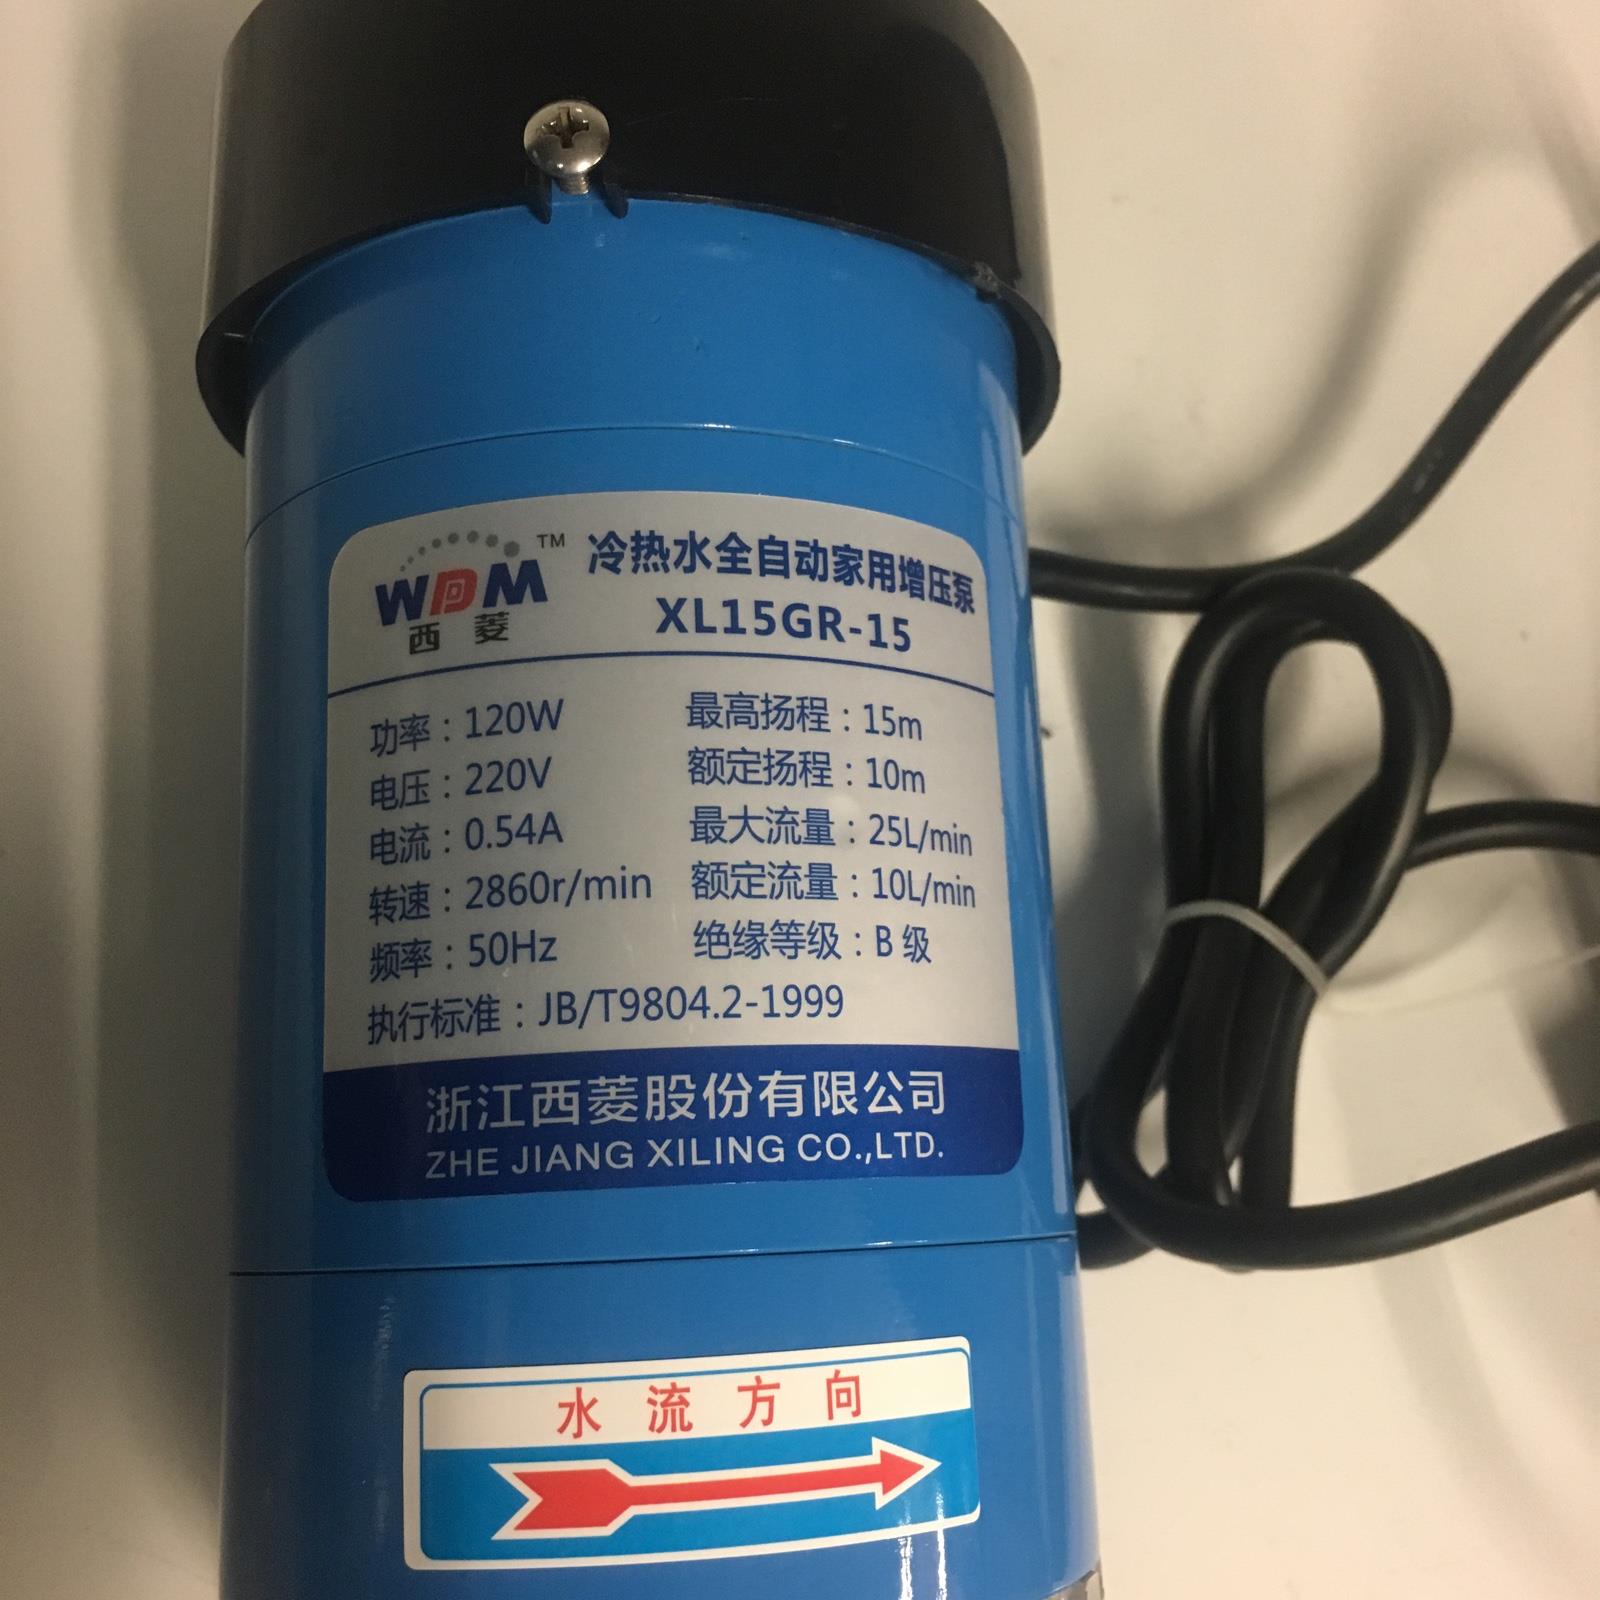 WDM™
西菱
冷热水全自动家用增压泵
XL15GR-15
功率：120W
电压：220V
电流：0.54A
转速：2860r/min
频率：50Hz
最高扬程：15m
额定扬程：10m
最大流量：25L/min
额定流量：10L/min
绝缘等级：B 级
执行标准：JB/T9804.2-1999
浙江西菱股份有限公司
ZHE JIANG XILING CO.,LTD.
水流方向